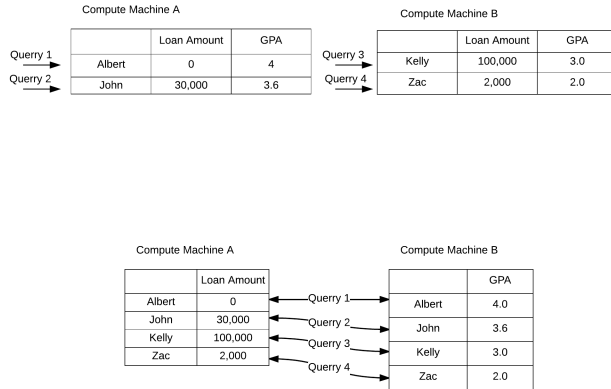 Compute Machine A
Compute Machine B
Loan Amount GPA
Loan Amount GPA
Querry 1
Albert 0 4
Querry 3
Kelly 100,000 3.0
Querry 2
John 30,000 3.6
Querry 4
Zac 2,000 2.0
Compute Machine A
Compute Machine B
Loan Amount
GPA
Albert 0
Querry 1
Albert 4.0
John 30,000
Querry 2
John 3.6
Kelly 100,000
Querry 3
Kelly 3.0
Zac 2,000
Querry 4
Zac 2.0